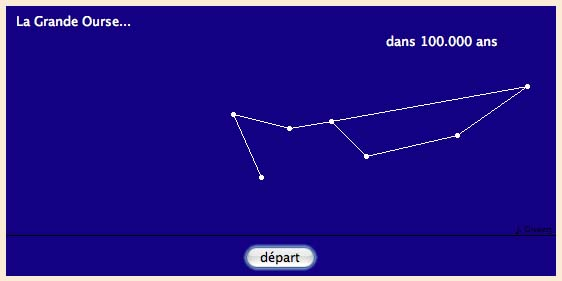 La Grande Ourse...
dans 100.000 ans
départ